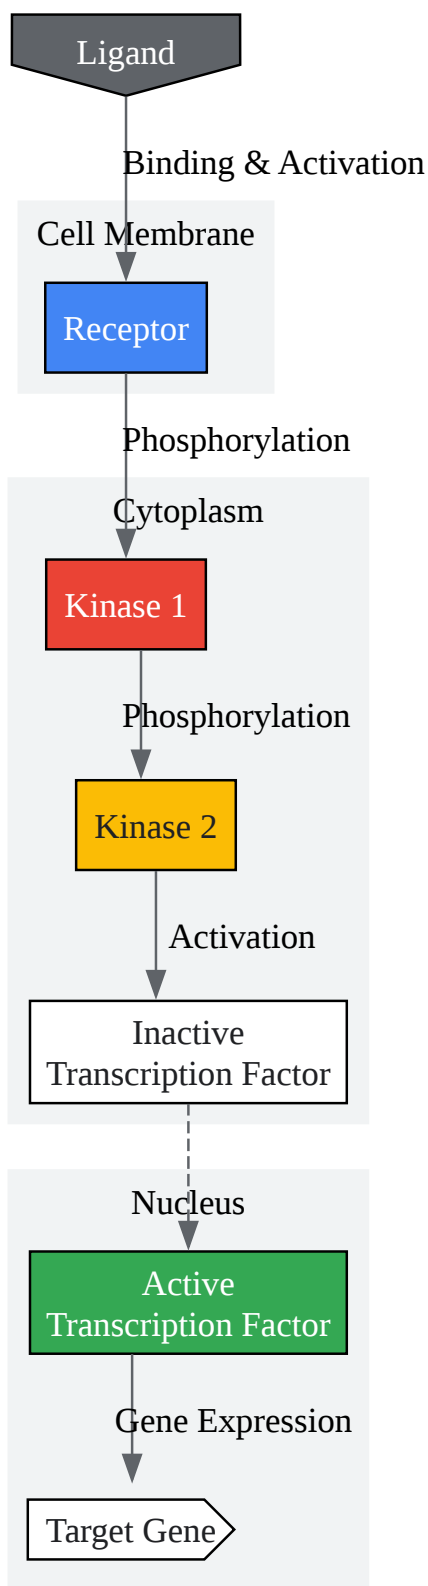 Ligand
Binding & Activation
Cell Membrane
Receptor
Phosphorylation
Cytoplasm
Kinase 1
Phosphorylation
Kinase 2
Activation
Inactive
Transcription Factor
Nucleus
Active
Transcription Factor
Gene Expression
Target Gene